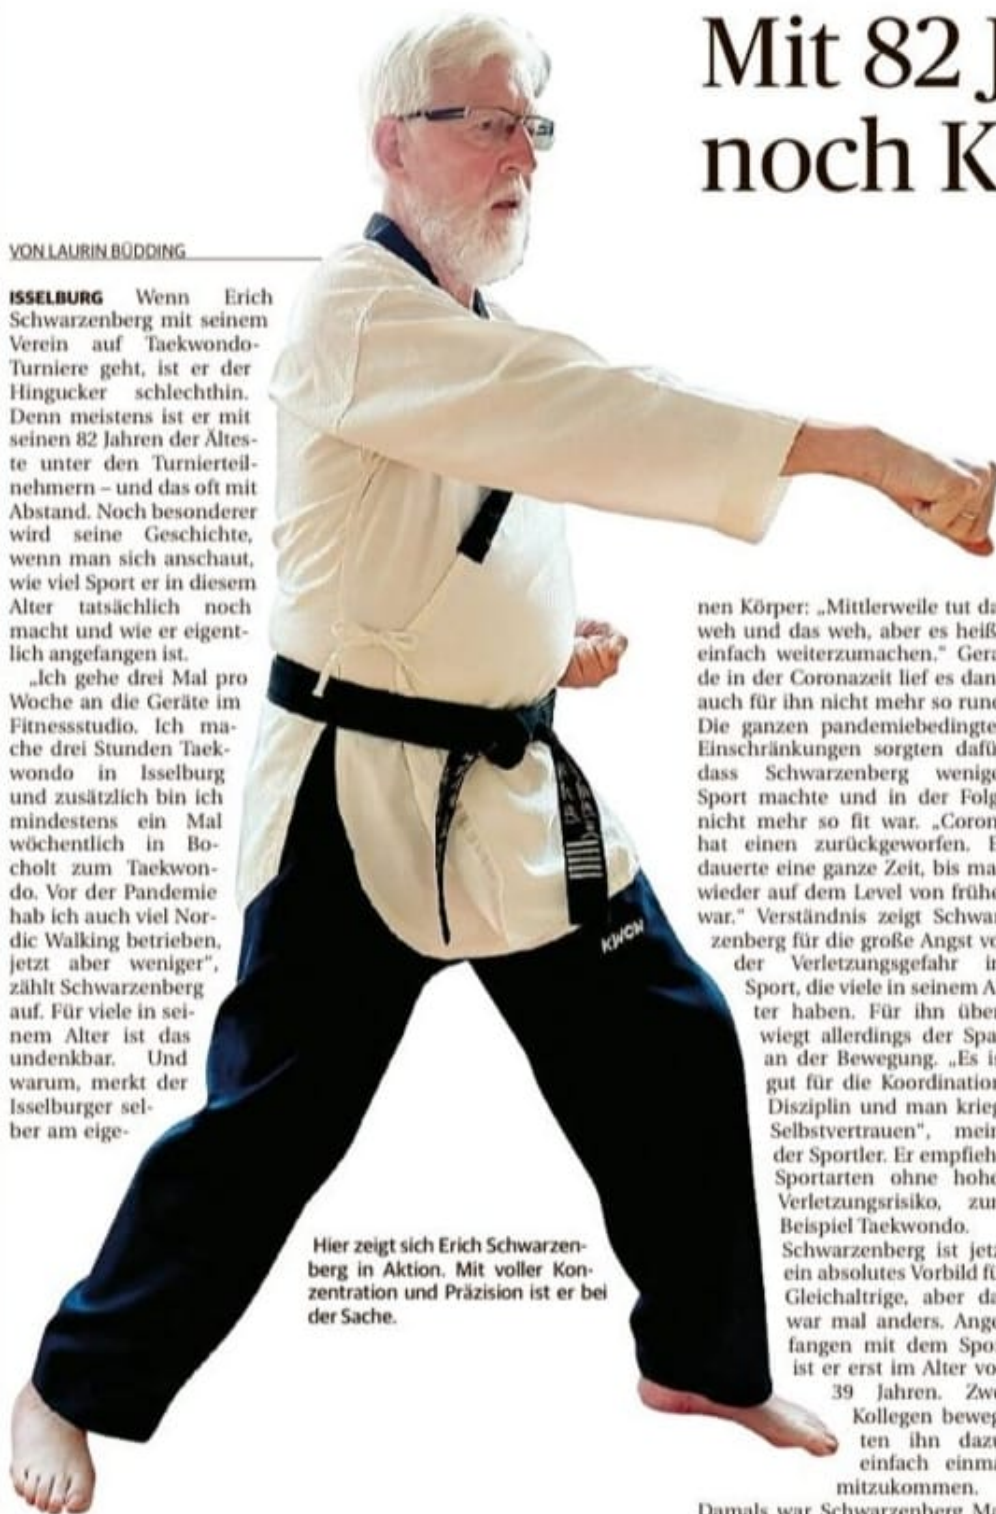 Mit 82 J
noch K
VON LAURIN BÜDDING
ISSELBURG Wenn Erich
Schwarzenberg mit seinem
Verein auf Taekwondo-
Turniere geht, ist er der
Hingucker schlechthin.
Denn meistens ist er mit
seinen 82 Jahren der Ältes-
te unter den Turnierteil-
nehmern – und das oft mit
Abstand. Noch besonderer
wird seine Geschichte,
wenn man sich anschaut,
wie viel Sport er in diesem
Alter tatsächlich noch
macht und wie er eigent-
lich angefangen ist.
„Ich gehe drei Mal pro
Woche an die Geräte im
Fitnessstudio. Ich ma-
che drei Stunden Taek-
wondo in Isselburg
und zusätzlich bin ich
mindestens ein Mal
wöchentlich in Bo-
cholt zum Taekwon-
do. Vor der Pandemie
hab ich auch viel Nor-
dic Walking betrieben,
jetzt aber weniger",
zählt Schwarzenberg
auf. Für viele in sei-
nem Alter ist das
undenkbar. Und
warum, merkt der
Isselburger sel-
ber am eige-
KWON
Hier zeigt sich Erich Schwarzen-
berg in Aktion. Mit voller Kon-
zentration und Präzision ist er bei
der Sache.
nen Körper: „Mittlerweile tut da
weh und das weh, aber es heiß
einfach weiterzumachen." Gera
de in der Coronazeit lief es dan
auch für ihn nicht mehr so rund
Die ganzen pandemiebedingte
Einschränkungen sorgten dafü
dass Schwarzenberg wenige
Sport machte und in der Folg
nicht mehr so fit war. „Coron
hat einen zurückgeworfen. E
dauerte eine ganze Zeit, bis ma
wieder auf dem Level von frühe
war." Verständnis zeigt Schwar
zenberg für die große Angst vo
der Verletzungsgefahr im
Sport, die viele in seinem A
ter haben. Für ihn über
wiegt allerdings der Spa
an der Bewegung. „Es is
gut für die Koordination
Disziplin und man krieg
Selbstvertrauen", mein
der Sportler. Er empfieh
Sportarten ohne hohe
Verletzungsrisiko, zum
Beispiel Taekwondo.
Schwarzenberg ist jetz
ein absolutes Vorbild fü
Gleichaltrige, aber da
war mal anders. Ange
fangen mit dem Spor
ist er erst im Alter vo
39 Jahren. Zwe
Kollegen beweg
ten ihn dazu
einfach einma
mitzukommen.
Damals war Schwarzenberg